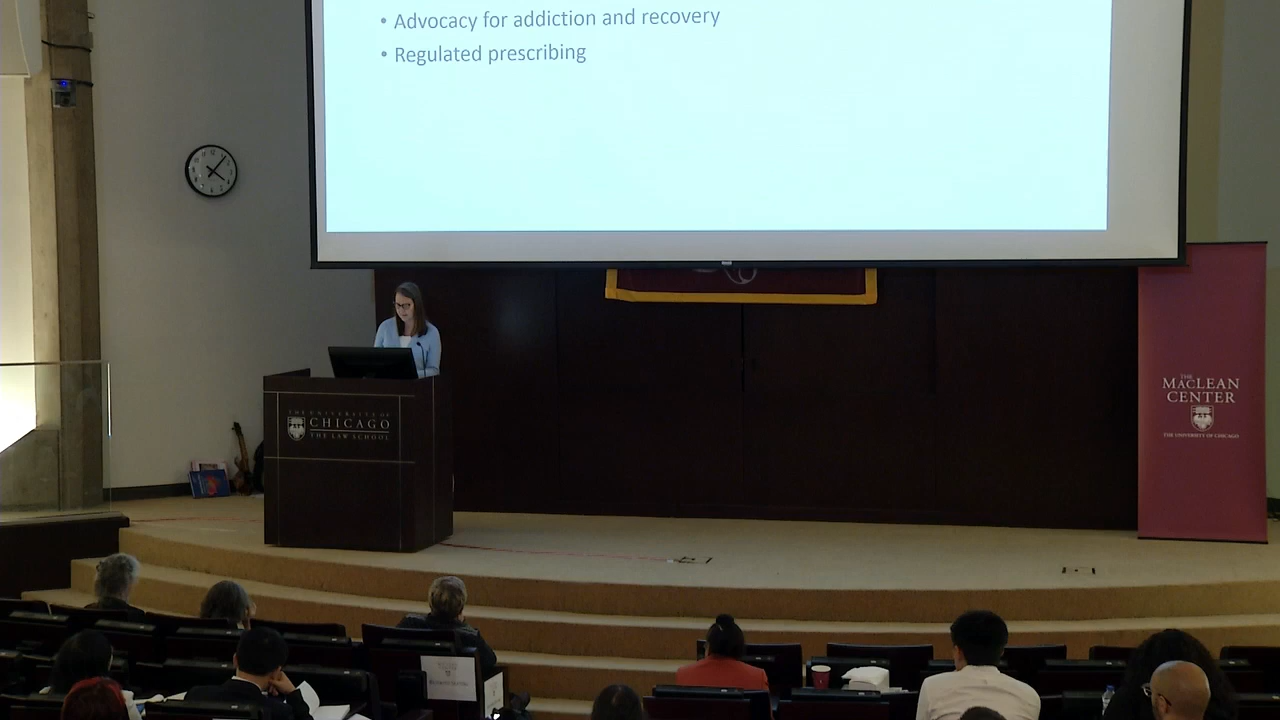 • Advocacy for addiction and recovery
• Regulated prescribing
THE UNIVERSITY OF
CHICAGO
THE LAW SCHOOL
THE
MACLEAN
CENTER
THE UNIVERSITY OF CHICAGO